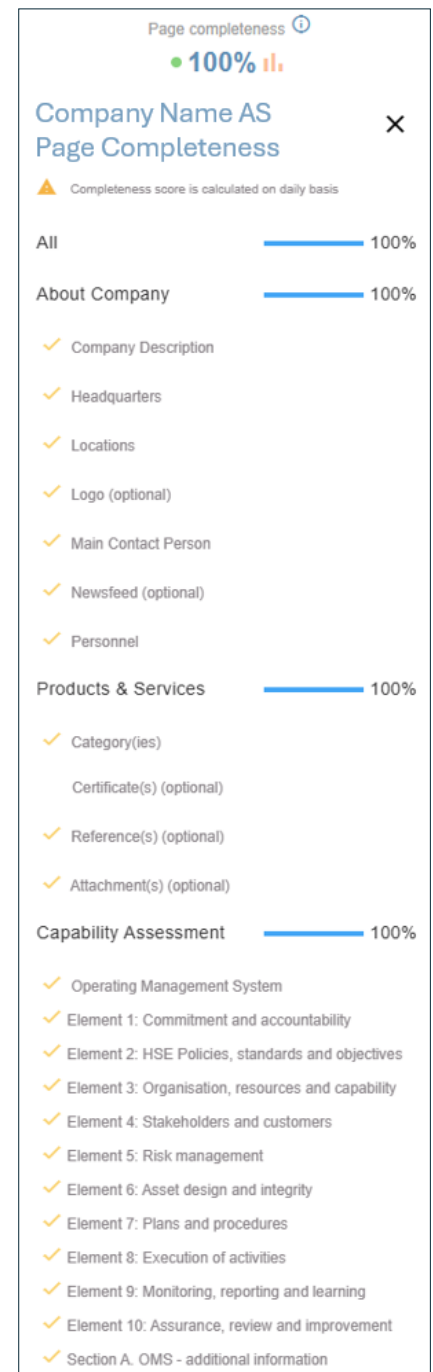 Page completeness
100%
Company Name AS
Page Completeness
Completeness score is calculated on daily basis
All 100%
About Company 100%
Company Description
Headquarters
Locations
Logo (optional)
Main Contact Person
Newsfeed (optional)
Personnel
Products & Services 100%
Category(ies)
Certificate(s) (optional)
Reference(s) (optional)
Attachment(s) (optional)
Capability Assessment 100%
Operating Management System
Element 1: Commitment and accountability
Element 2: HSE Policies, standards and objectives
Element 3: Organisation, resources and capability
Element 4: Stakeholders and customers
Element 5: Risk management
Element 6: Asset design and integrity
Element 7: Plans and procedures
Element 8: Execution of activities
Element 9: Monitoring, reporting and learning
Element 10: Assurance, review and improvement
Section A. OMS - additional information